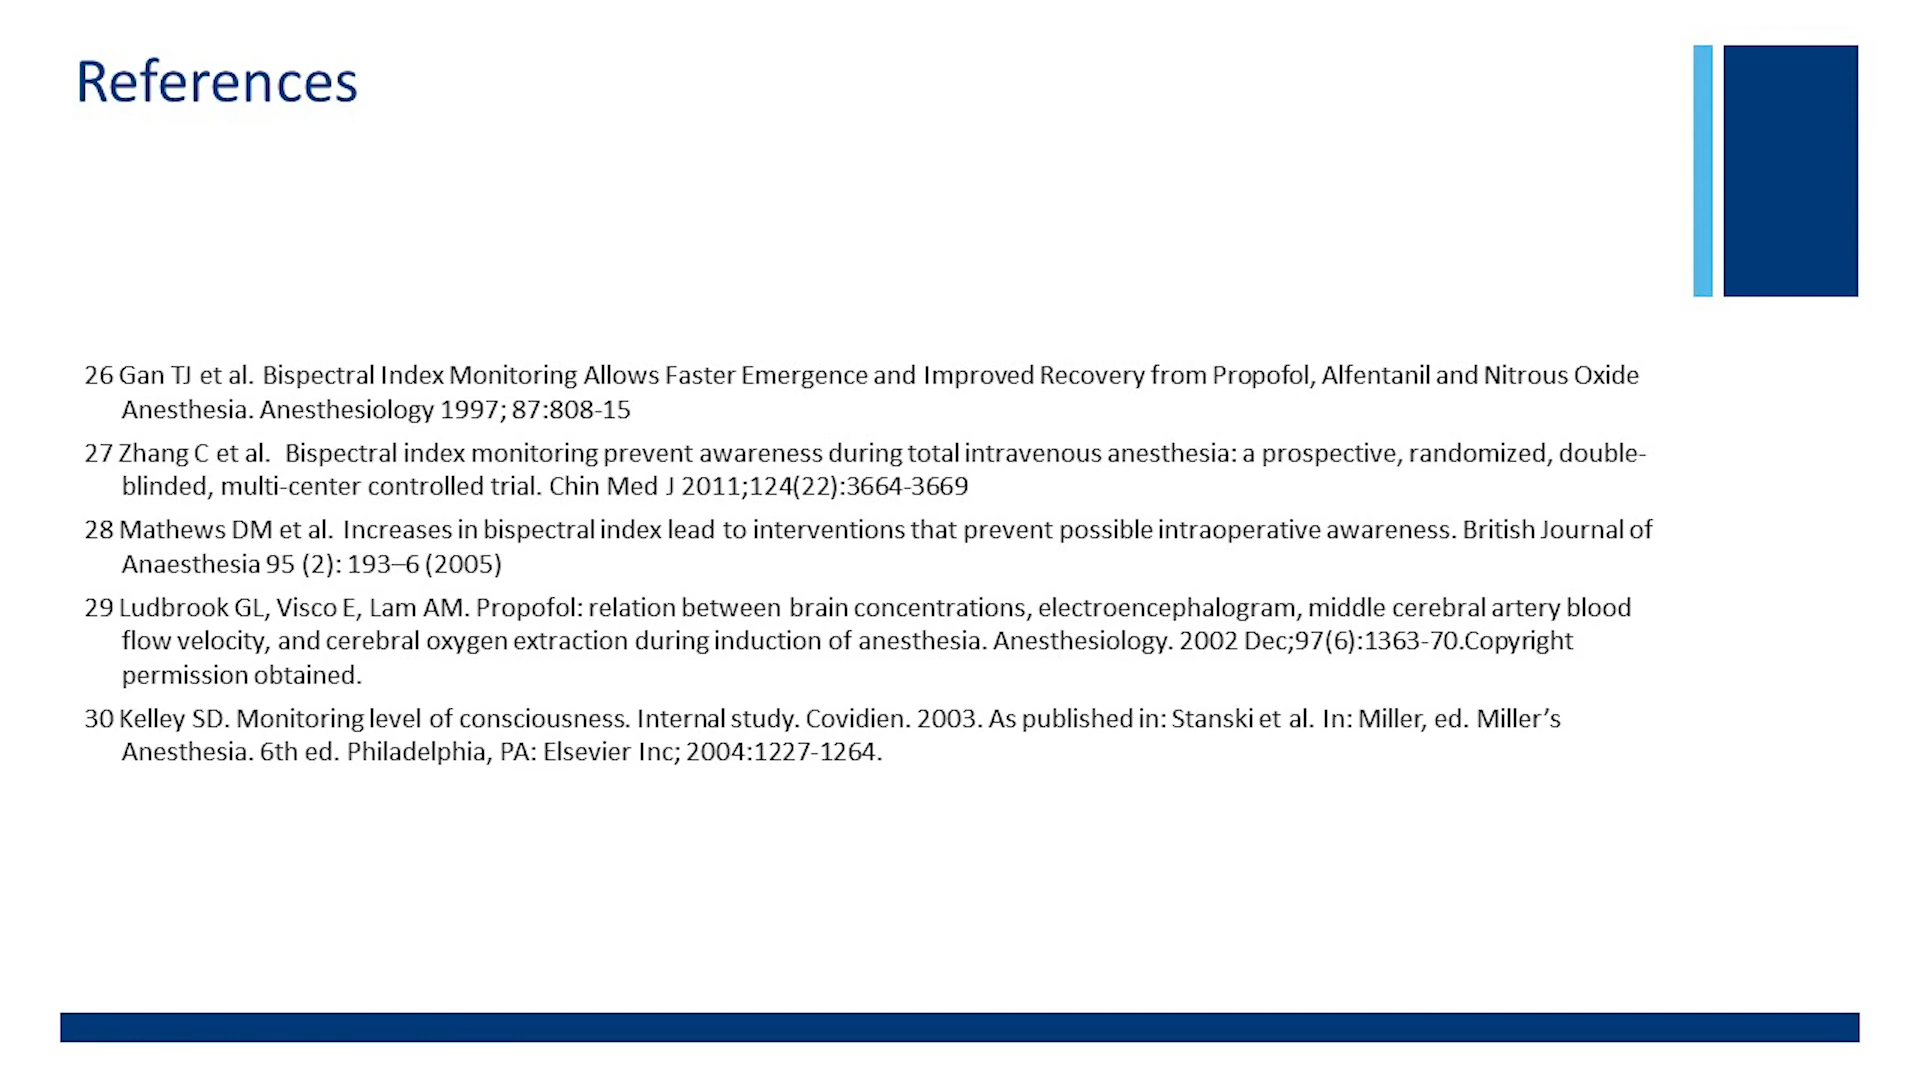 References
26 Gan TJ et al. Bispectral Index Monitoring Allows Faster Emergence and Improved Recovery from Propofol, Alfentanil and Nitrous Oxide
Anesthesia. Anesthesiology 1997; 87:808-15
27 Zhang C et al. Bispectral index monitoring prevent awareness during total intravenous anesthesia: a prospective, randomized, double-
blinded, multi-center controlled trial. Chin Med J 2011;124(22):3664-3669
28 Mathews DM et al. Increases in bispectral index lead to interventions that prevent possible intraoperative awareness. British Journal of
Anaesthesia 95 (2): 193–6 (2005)
29 Ludbrook GL, Visco E, Lam AM. Propofol: relation between brain concentrations, electroencephalogram, middle cerebral artery blood
flow velocity, and cerebral oxygen extraction during induction of anesthesia. Anesthesiology. 2002 Dec;97(6):1363-70.Copyright
permission obtained.
30 Kelley SD. Monitoring level of consciousness. Internal study. Covidien. 2003. As published in: Stanski et al. In: Miller, ed. Miller’s
Anesthesia. 6th ed. Philadelphia, PA: Elsevier Inc; 2004:1227-1264.